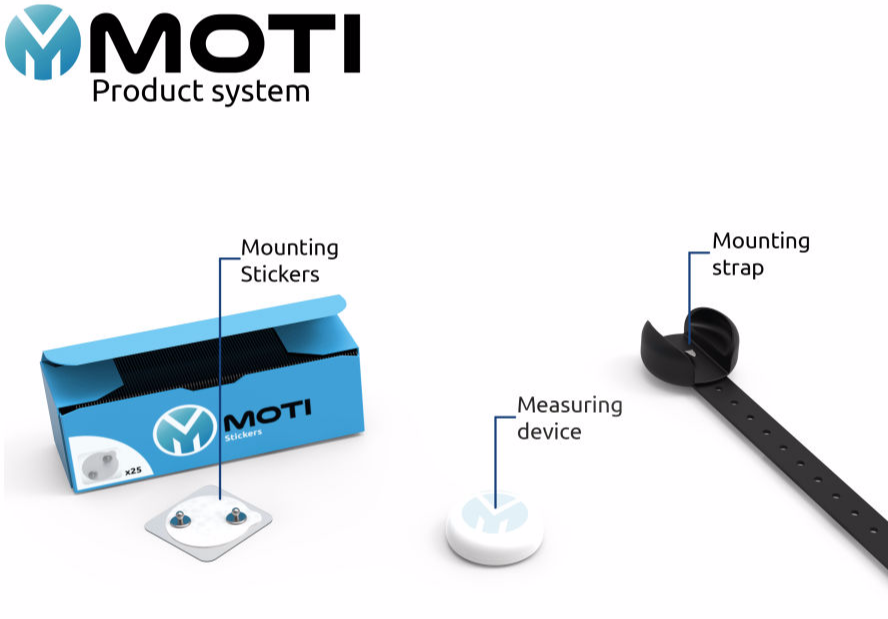 MOTI
Product system
Mounting
Stickers
Mounting
strap
MOTI
Stickers
x25
Measuring
device